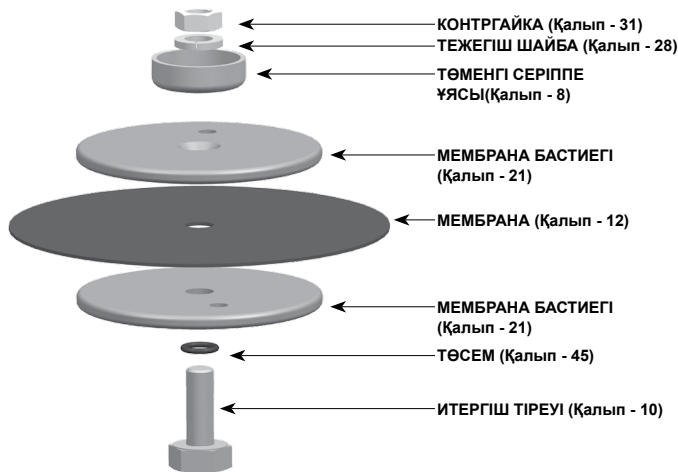 КОНТРГАЙКА (Қалып - 31)
ТЕЖЕГІШ ШАЙБА (Қалып - 28)
ТӨМЕНГІ СЕРІППЕ
ҰЯСЫ(Қалып - 8)
МЕМБРАНА БАСТИЕГІ
(Қалып - 21)
МЕМБРАНА (Қалып - 12)
МЕМБРАНА БАСТИЕГІ
(Қалып - 21)
ТӨСЕМ (Қалып - 45)
ИТЕРГІШ ТІРЕУІ (Қалып - 10)